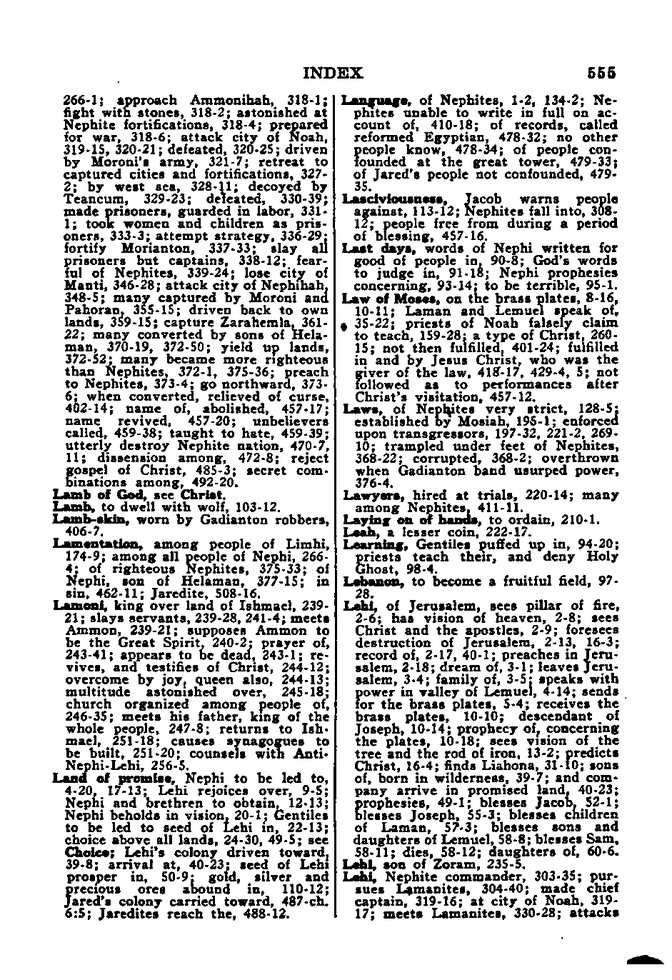 INDEX 555
266-1; approach Ammonihah, 318-1;
fight with stones, 318-2; astonished at
Nephite fortifications, 318-4; prepared
for war, 318-6; attack city of Noah,
319-15, 320-21; defeated, 320-25; driven
by Moroni's army, 321-7; retreat to
captured cities and fortifications, 327-
2; by west sea, 328-11; decoyed by
Teancum, 329-23; defeated, 330-39;
made prisoners, guarded in labor, 331-
1; took women and children as pris-
oners, 333-3; attempt strategy, 336-29;
fortify Morianton, 337-33; slay all
prisoners but captains, 338-12; fear-
ful of Nephites, 339-24; lose city of
Manti, 346-28; attack city of Nephihah,
348-5; many captured by Moroni and
Pahoran, 355-15; driven back to own
lands, 359-15; capture Zarahemla, 361-
22; many converted by sons of Hela-
man, 370-19, 372-50; yield up lands,
372-52; many became more righteous
than Nephites, 372-1, 375-36; preach
to Nephites, 373-4; go northward, 373-
6; when converted, relieved of curse,
402-14; name of, abolished, 457-17;
name revived, 457-20; unbelievers
called, 459-38; taught to hate, 459-39;
utterly destroy Nephite nation, 470-7,
11; dissension among, 472-8; reject
gospel of Christ, 485-3; secret com-
binations among, 492-20.
Lamb of God, see Christ.
Lamb, to dwell with wolf, 103-12.
Lamb-skin, worn by Gadianton robbers,
406-7.
Lamentation, among people of Limhi,
174-9; among all people of Nephi, 266-
4; of righteous Nephites, 375-33; of
Nephi, son of Helaman, 377-15; in
sin, 462-11; Jaredite, 508-16.
Lamoni, king over land of Ishmael, 239-
21; slays servants, 239-28, 241-4; meets
Ammon, 239-21; supposes Ammon to
be the Great Spirit, 240-2; prayer of,
243-41; appears to be dead, 243-1; re-
vives, and testifies of Christ, 244-12;
overcome by joy, queen also, 244-13;
multitude astonished over, 245-18;
church organized among people of,
246-35; meets his father, king of the
whole people, 247-8; returns to Ish-
mael, 251-18; causes synagogues to
be built, 251-20; counsels with Anti-
Nephi-Lehi, 256-5.
Land of promise, Nephi to be led to,
4-20, 17-13; Lehi rejoices over, 9-5;
Nephi and brethren to obtain, 12-13;
Nephi beholds in vision, 20-1; Gentiles
to be led to seed of Lehi in, 22-13;
choice above all lands, 24-30, 49-5; see
Choice; Lehi's colony driven toward,
39-8; arrival at, 40-23; seed of Lehi
prosper in, 50-9; gold, silver and
precious ores abound in, 110-12;
Jared's colony carried toward, 487-ch.
6:5; Jaredites reach the, 488-12.
Language, of Nephites, 1-2, 134-2; Ne-
phites unable to write in full on ac-
count of, 410-18; of records, called
reformed Egyptian, 478-32; no other
people know, 478-34; of people con-
founded at the great tower, 479-33;
of Jared's people not confounded, 479-
35.
Lasciviousness, Jacob warns people
against, 113-12; Nephites fall into, 308-
12; people free from during a period
of blessing, 457-16.
Last days, words of Nephi written for
good of people in, 90-8; God's words
to judge in, 91-18; Nephi prophesies
concerning, 93-14; to be terrible, 95-1.
Law of Moses, on the brass plates, 8-16,
10-11; Laman and Lemuel speak of,
35-22; priests of Noah falsely claim
to teach, 159-28; a type of Christ, 260-
15; not then fulfilled, 401-24; fulfilled
in and by Jesus Christ, who was the
giver of the law, 418-17, 429-4, 5; not
followed as to performances after
Christ's visitation, 457-12.
Laws, of Nephites very strict, 128-5;
established by Mosiah, 195-1; enforced
upon transgressors, 197-32, 221-2, 269-
10; trampled under feet of Nephites,
368-22; corrupted, 368-2; overthrown
when Gadianton band usurped power,
376-4.
Lawyers, hired at trials, 220-14; many
among Nephites, 411-11.
Laying on of hands, to ordain, 210-1.
Leah, a lesser coin, 222-17.
Learning, Gentiles puffed up in, 94-20;
priests teach their, and deny Holy
Ghost, 98-4.
Lebanon, to become a fruitful field, 97-
28.
Lehi, of Jerusalem, sees pillar of fire,
2-6; has vision of heaven, 2-8; sees
Christ and the apostles, 2-9; foresees
destruction of Jerusalem, 2-13, 16-3;
record of, 2-17, 40-1; preaches in Jeru-
salem, 2-18; dream of, 3-1; leaves Jeru-
salem, 3-4; family of, 3-5; speaks with
power in valley of Lemuel, 4-14; sends
for the brass plates, 5-4; receives the
brass plates, 10-10; descendant of
Joseph, 10-14; prophecy of, concerning
the plates, 10-18; sees vision of the
tree and the rod of iron, 13-2; predicts
Christ, 16-4; finds Liahona, 31-10; sons
of, born in wilderness, 39-7; and com-
pany arrive in promised land, 40-23;
prophesies, 49-1; blesses Jacob, 52-1;
blesses Joseph, 55-3; blesses children
of Laman, 57-3; blesses sons and
daughters of Lemuel, 58-8; blesses Sam,
58-11; dies, 58-12; daughters of, 60-6.
Lehi, son of Zoram, 235-5.
Lehi, Nephite commander, 303-35; pur-
sues Lamanites, 304-40; made chief
captain, 319-16; at city of Noah, 319-
17; meets Lamanites, 330-28; attacks